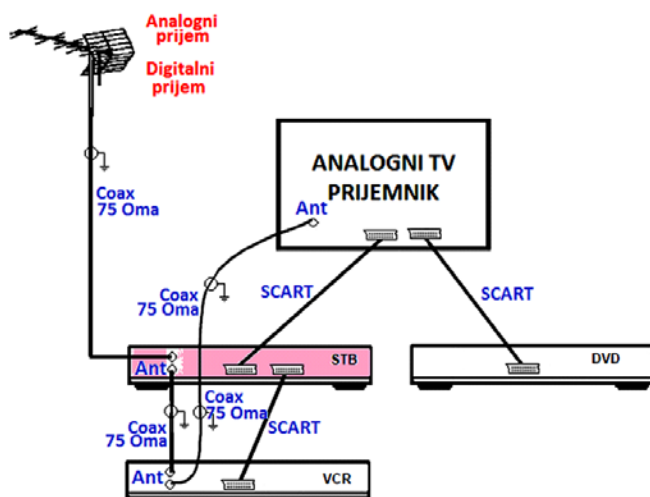 Analogni
prijem
Digitalni
prijem
Coax
75 Oma
ANALOGNI TV
PRIJEMNIK
Ant
Coax
75 Oma
SCART
SCART
Ant
STB
DVD
Coax
75 Oma
Coax
75 Oma
SCART
Ant
VCR